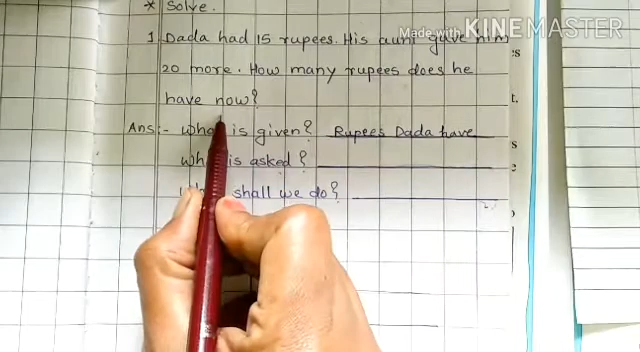 * Solve.
Made with KINEMASTER
1 Dada had 15 rupees. His aunt gave him
20 more. How many rupees does he
have now?
Ans:- What is given? Rupees Dada have
What is asked?
shall we do?